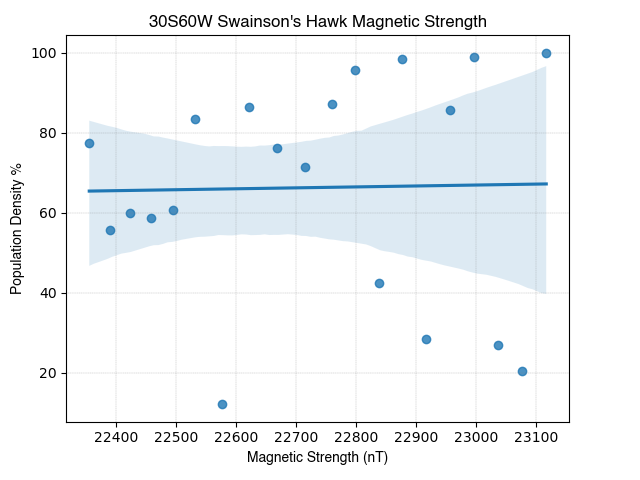 30S60W Swainson's Hawk Magnetic Strength
100
80
60
40
20
Population Density %
22400 22500 22600 22700 22800 22900 23000 23100
Magnetic Strength (nT)